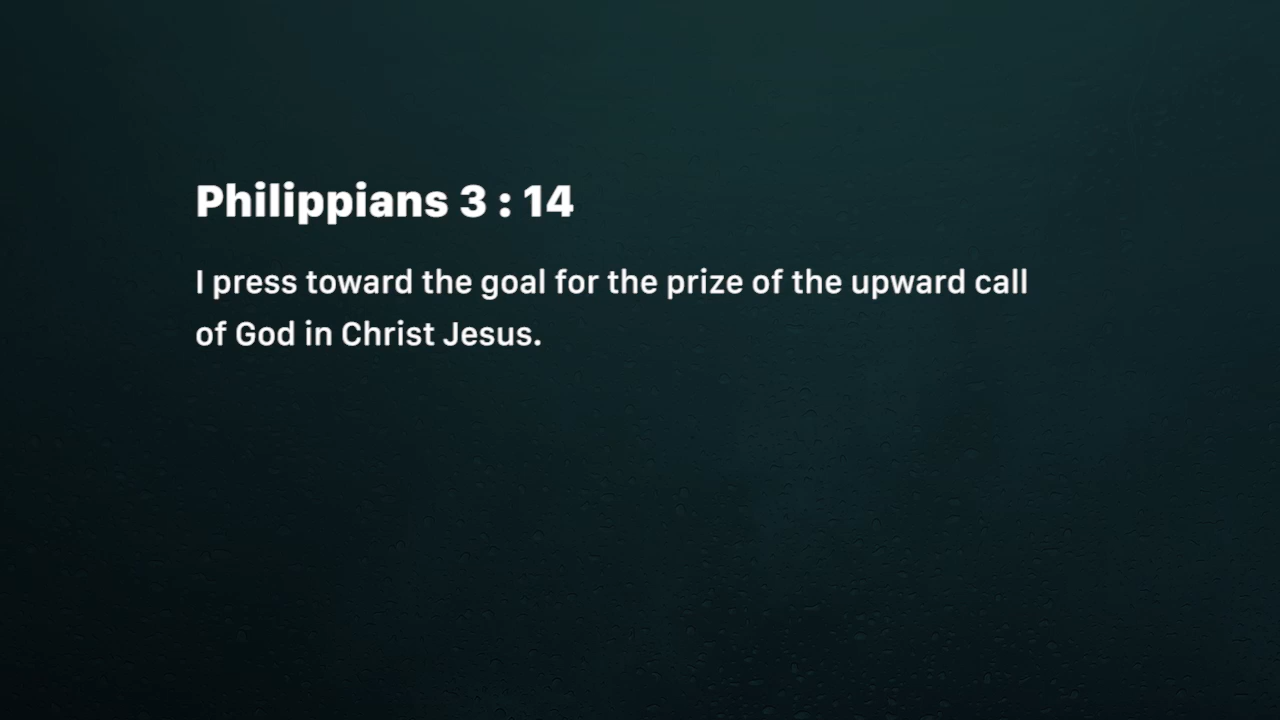 Philippians 3 : 14
I press toward the goal for the prize of the upward call
of God in Christ Jesus.